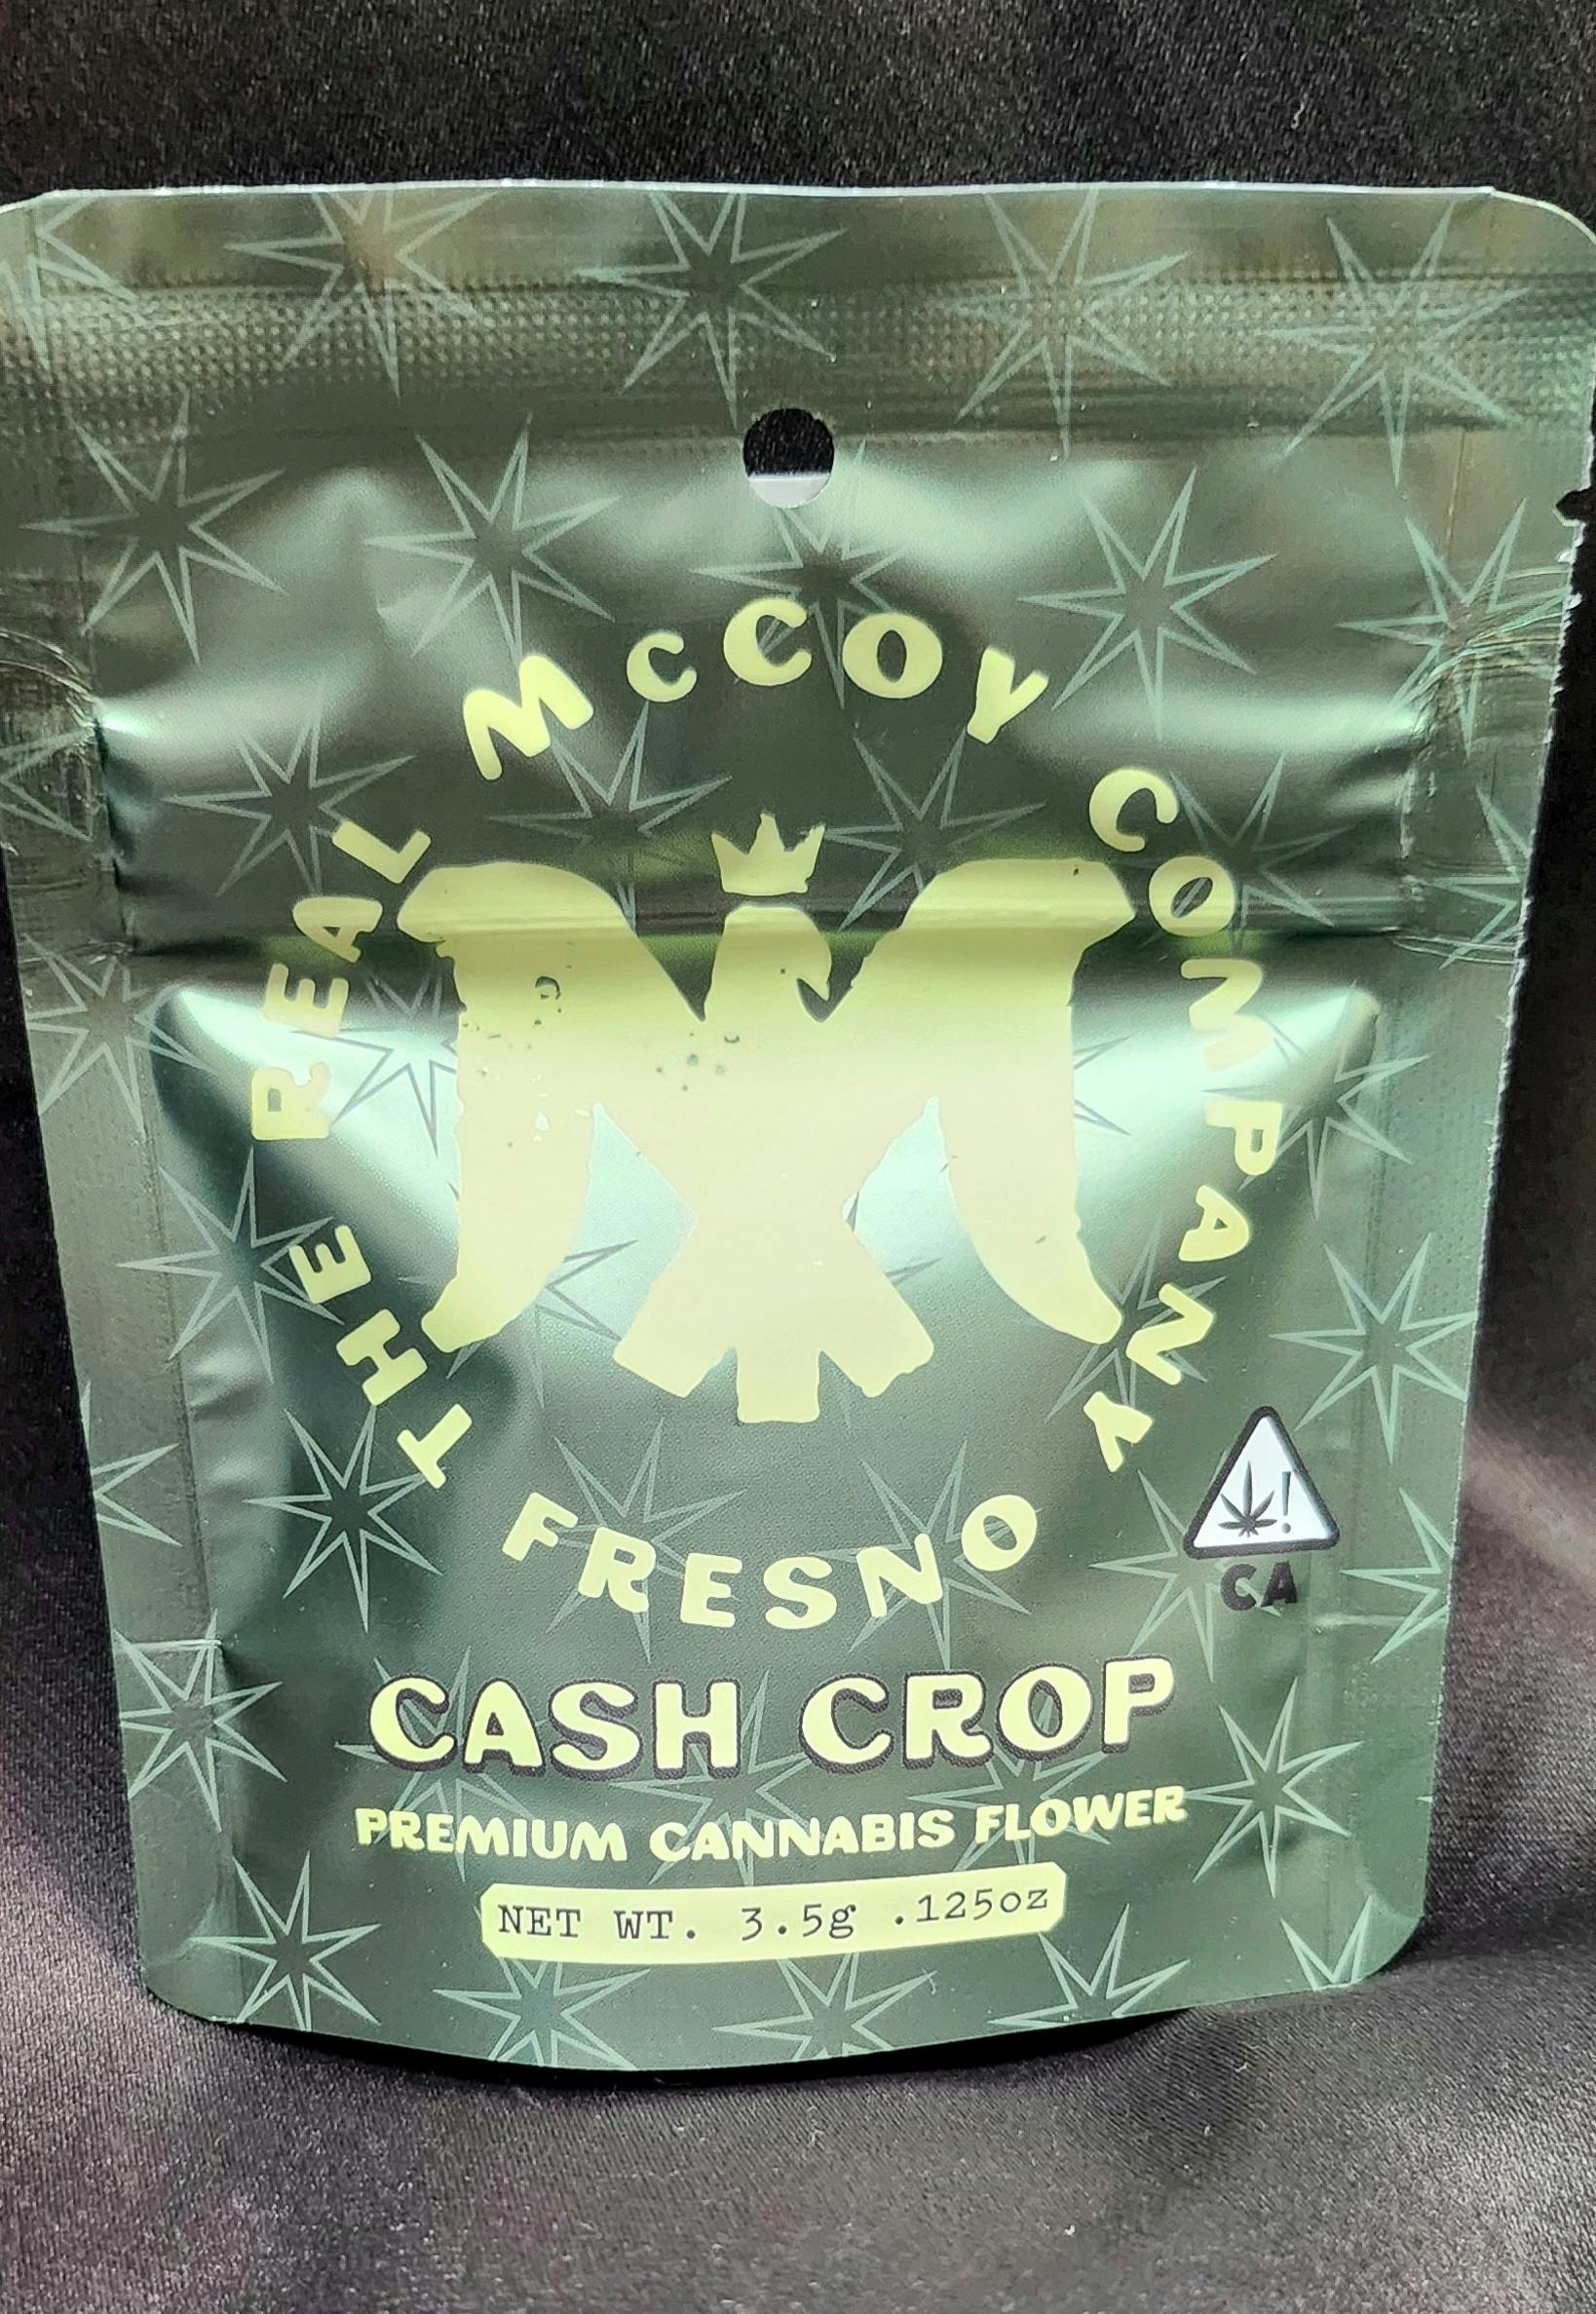 THE REAL McCOY COMPANY
FRESNO
CA
CASH CROP
PREMIUM CANNABIS FLOWER
NET WT. 3.5g .125oz